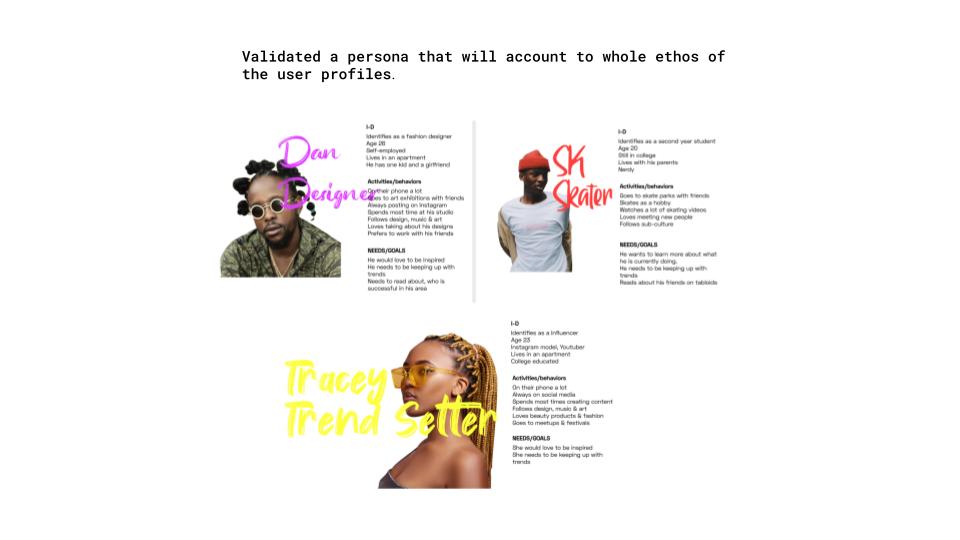 Validated a persona that will account to whole ethos of
the user profiles.
Dan
Designer
I-D
Identifies as a fashion designer
Age 28
Self-employed
Lives in an apartment
He has one kid and a girlfriend
Activities/behaviors
On their phone a lot
Goes to art exhibitions with friends
Always posting on Instagram
Spends most time at his studio
Follows design, music & art
Loves taking about his designs
Prefers to work with his friends
NEEDS/GOALS
He would love to be inspired
He needs to be keeping up with
trends
Needs to read about, who is
successful in his area
SK
Skater
I-D
Identifies as a second year student
Age 20
Still in college
Lives with his parents
Nerdy
Activities/behaviors
Goes to skate parks with friends
Skates as a hobby
Watches a lot of skating videos
Loves meeting new people
Follows sub-culture
NEEDS/GOALS
He wants to learn more about what
he is currently doing.
He needs to be keeping up with
trends
Reads about his friends on tabloids
Tracey
Trend Setter
I-D
Identifies as a influencer
Age 23
Instagram model, Youtuber
Lives in an apartment
College educated
Activities/behaviors
On their phone a lot
Always on social media
Spends most times creating content
Follows design, music & art
Loves beauty products & fashion
Goes to meetups & festivals
NEEDS/GOALS
She would love to be inspired
She needs to be keeping up with
trends